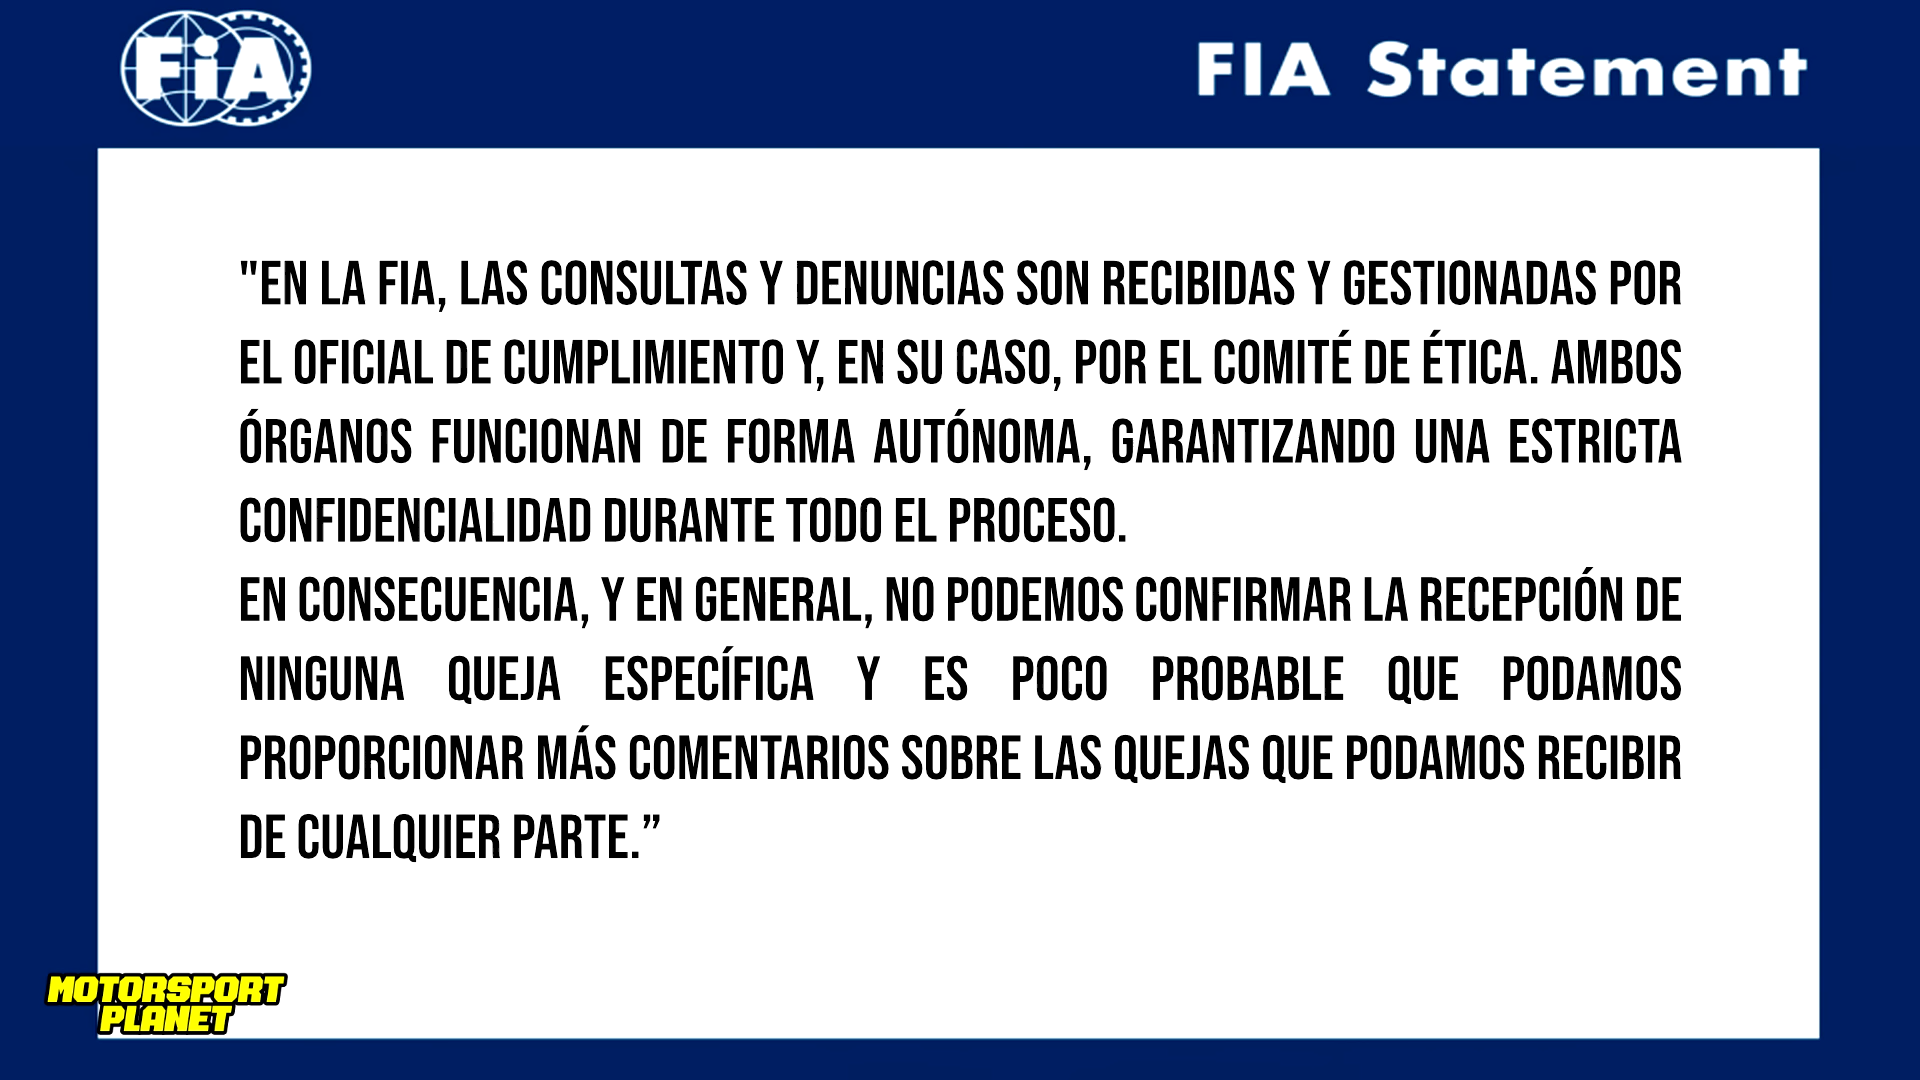 FIA
FIA Statement
"EN LA FIA, LAS CONSULTAS Y DENUNCIAS SON RECIBIDAS Y GESTIONADAS POR
EL OFICIAL DE CUMPLIMIENTO Y, EN SU CASO, POR EL COMITÉ DE ÉTICA. AMBOS
ÓRGANOS FUNCIONAN DE FORMA AUTÓNOMA, GARANTIZANDO UNA ESTRICTA
CONFIDENCIALIDAD DURANTE TODO EL PROCESO.
EN CONSECUENCIA, Y EN GENERAL, NO PODEMOS CONFIRMAR LA RECEPCIÓN DE
NINGUNA QUEJA ESPECÍFICA Y ES POCO PROBABLE QUE PODAMOS
PROPORCIONAR MÁS COMENTARIOS SOBRE LAS QUEJAS QUE PODAMOS RECIBIR
DE CUALQUIER PARTE.”
MOTORSPORT
PLANET